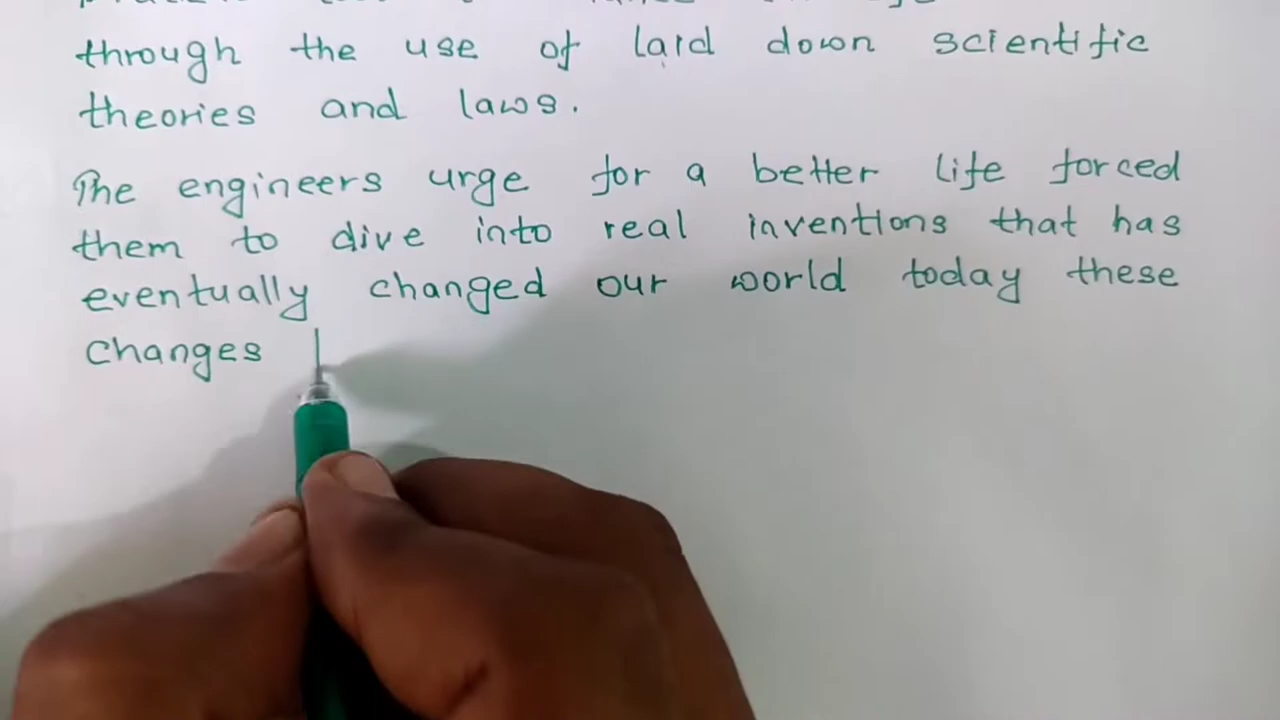 through the use of laid down scientific
theories and laws.
The engineers urge for a better life forced
them to dive into real inventions that has
eventually changed our world today these
changes